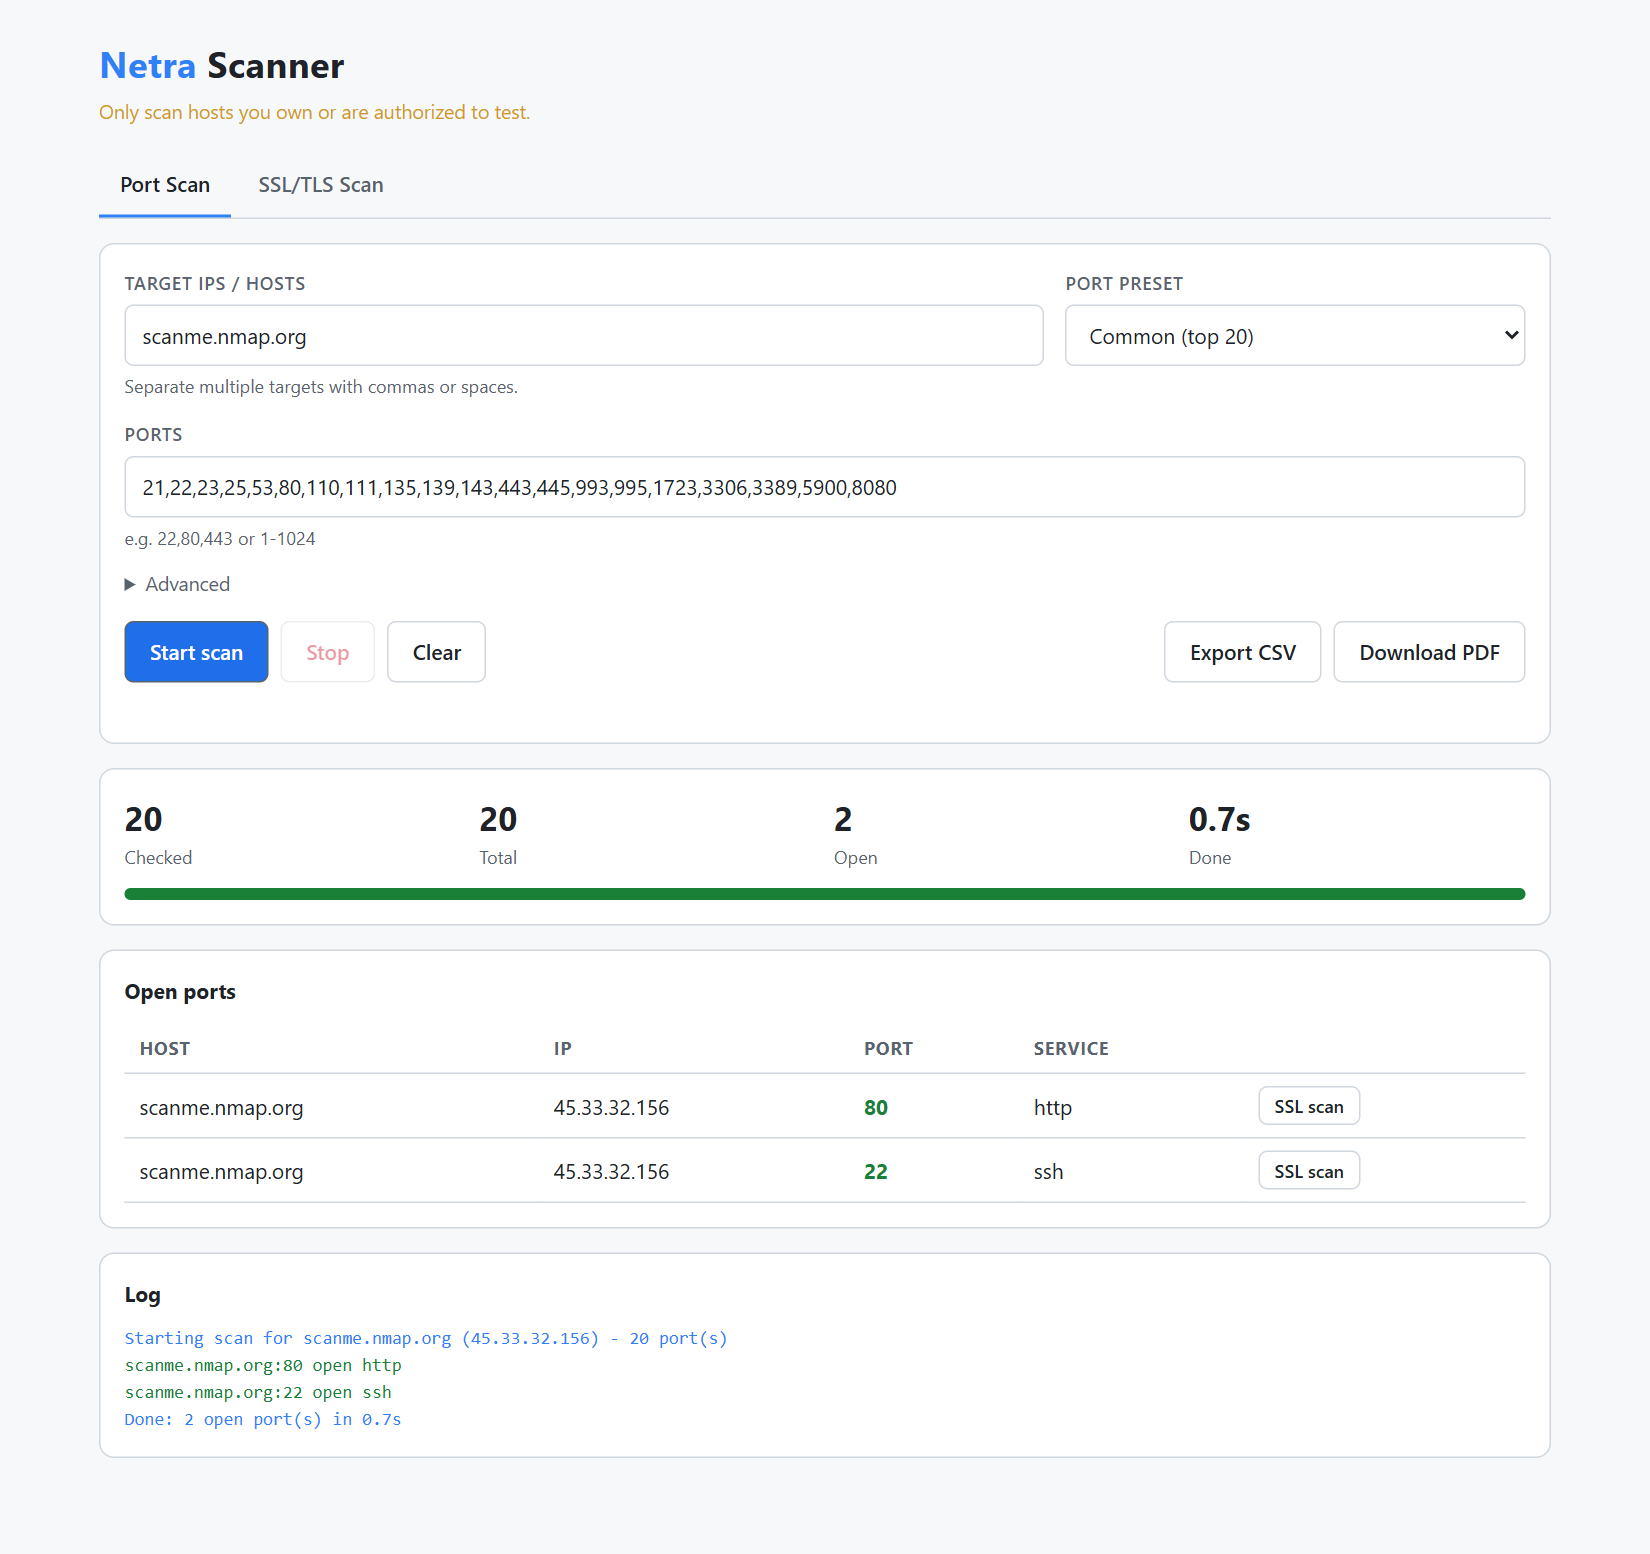 Netra Scanner
Only scan hosts you own or are authorized to test.
Port Scan SSL/TLS Scan
TARGET IPS / HOSTS PORT PRESET
scanme.nmap.org Common (top 20)
Separate multiple targets with commas or spaces.
PORTS
21,22,23,25,53,80,110,111,135,139,143,443,445,993,995,1723,3306,3389,5900,8080
e.g. 22,80,443 or 1-1024
Advanced
Start scan Stop Clear Export CSV Download PDF
20 20 2 0.7s
Checked Total Open Done
Open ports
HOST IP PORT SERVICE
scanme.nmap.org 45.33.32.156 80 http SSL scan
scanme.nmap.org 45.33.32.156 22 ssh SSL scan
Log
Starting scan for scanme.nmap.org (45.33.32.156) - 20 port(s)
scanme.nmap.org:80 open http
scanme.nmap.org:22 open ssh
Done: 2 open port(s) in 0.7s